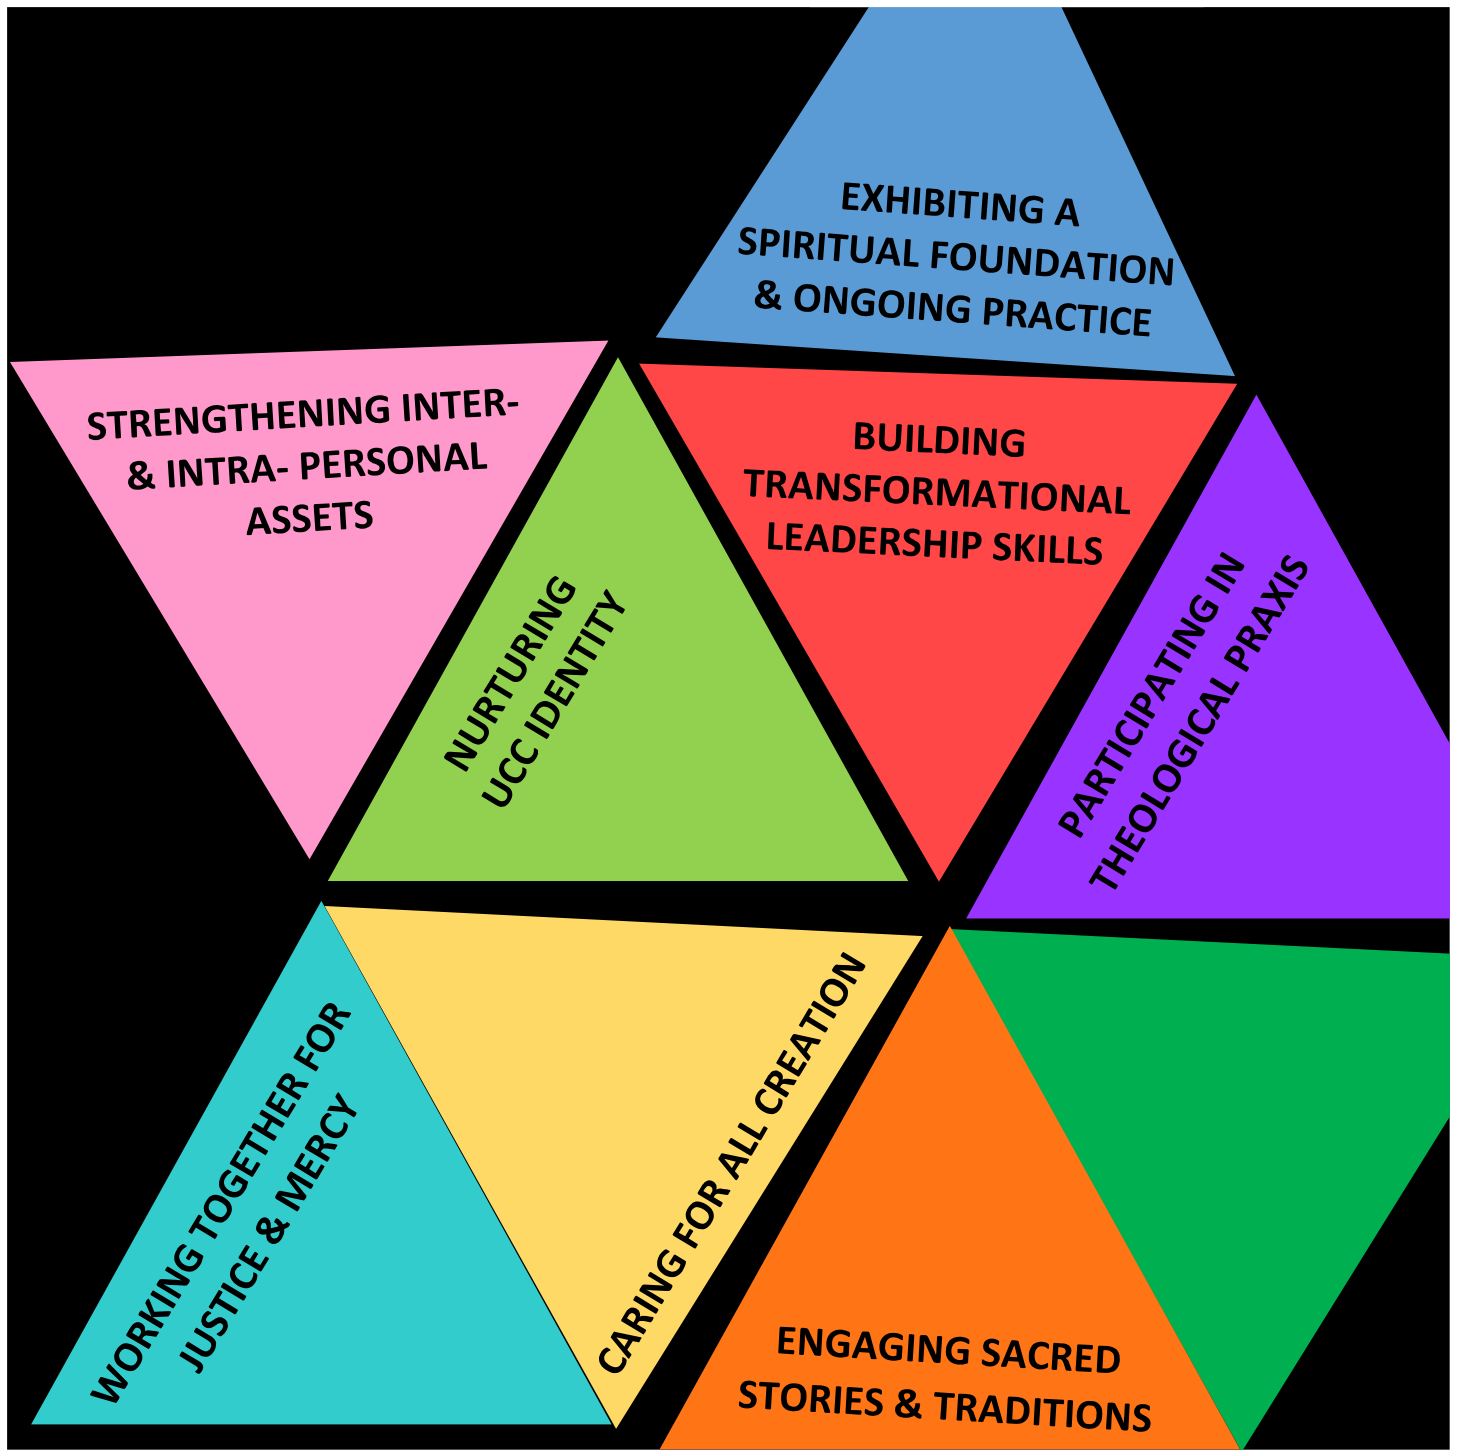 EXHIBITING A
SPIRITUAL FOUNDATION
& ONGOING PRACTICE
STRENGTHENING INTER-
& INTRA- PERSONAL
ASSETS
NURTURING
UCC IDENTITY
BUILDING
TRANSFORMATIONAL
LEADERSHIP SKILLS
PARTICIPATING IN
THEOLOGICAL PRAXIS
WORKING TOGETHER FOR
JUSTICE & MERCY
CARING FOR ALL CREATION
ENGAGING SACRED
STORIES & TRADITIONS